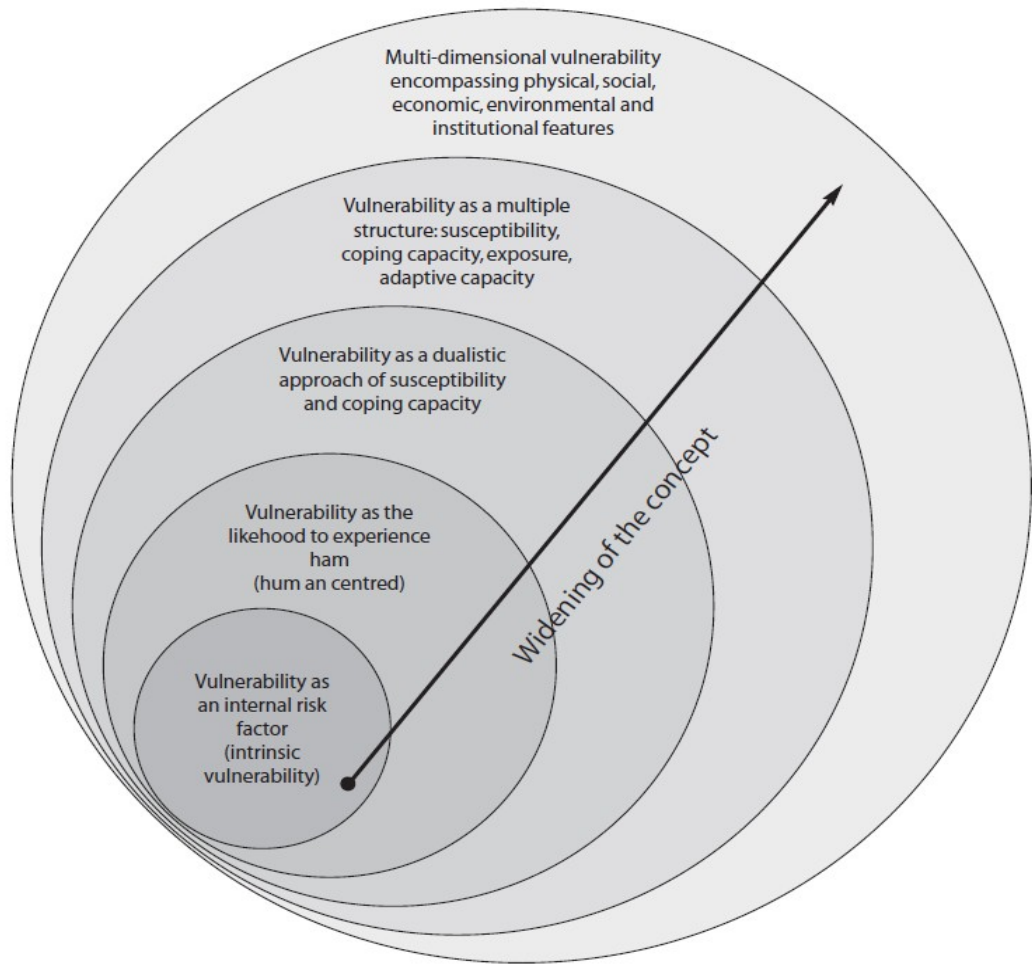 Multi-dimensional vulnerability
encompassing physical, social,
economic, environmental and
institutional features
Vulnerability as a multiple
structure: susceptibility,
coping capacity, exposure,
adaptive capacity
Vulnerability as a dualistic
approach of susceptibility
and coping capacity
Vulnerability as the
likehood to experience
ham
(hum an centred)
Vulnerability as
an internal risk
factor
(intrinsic
vulnerability)
Widening of the concept